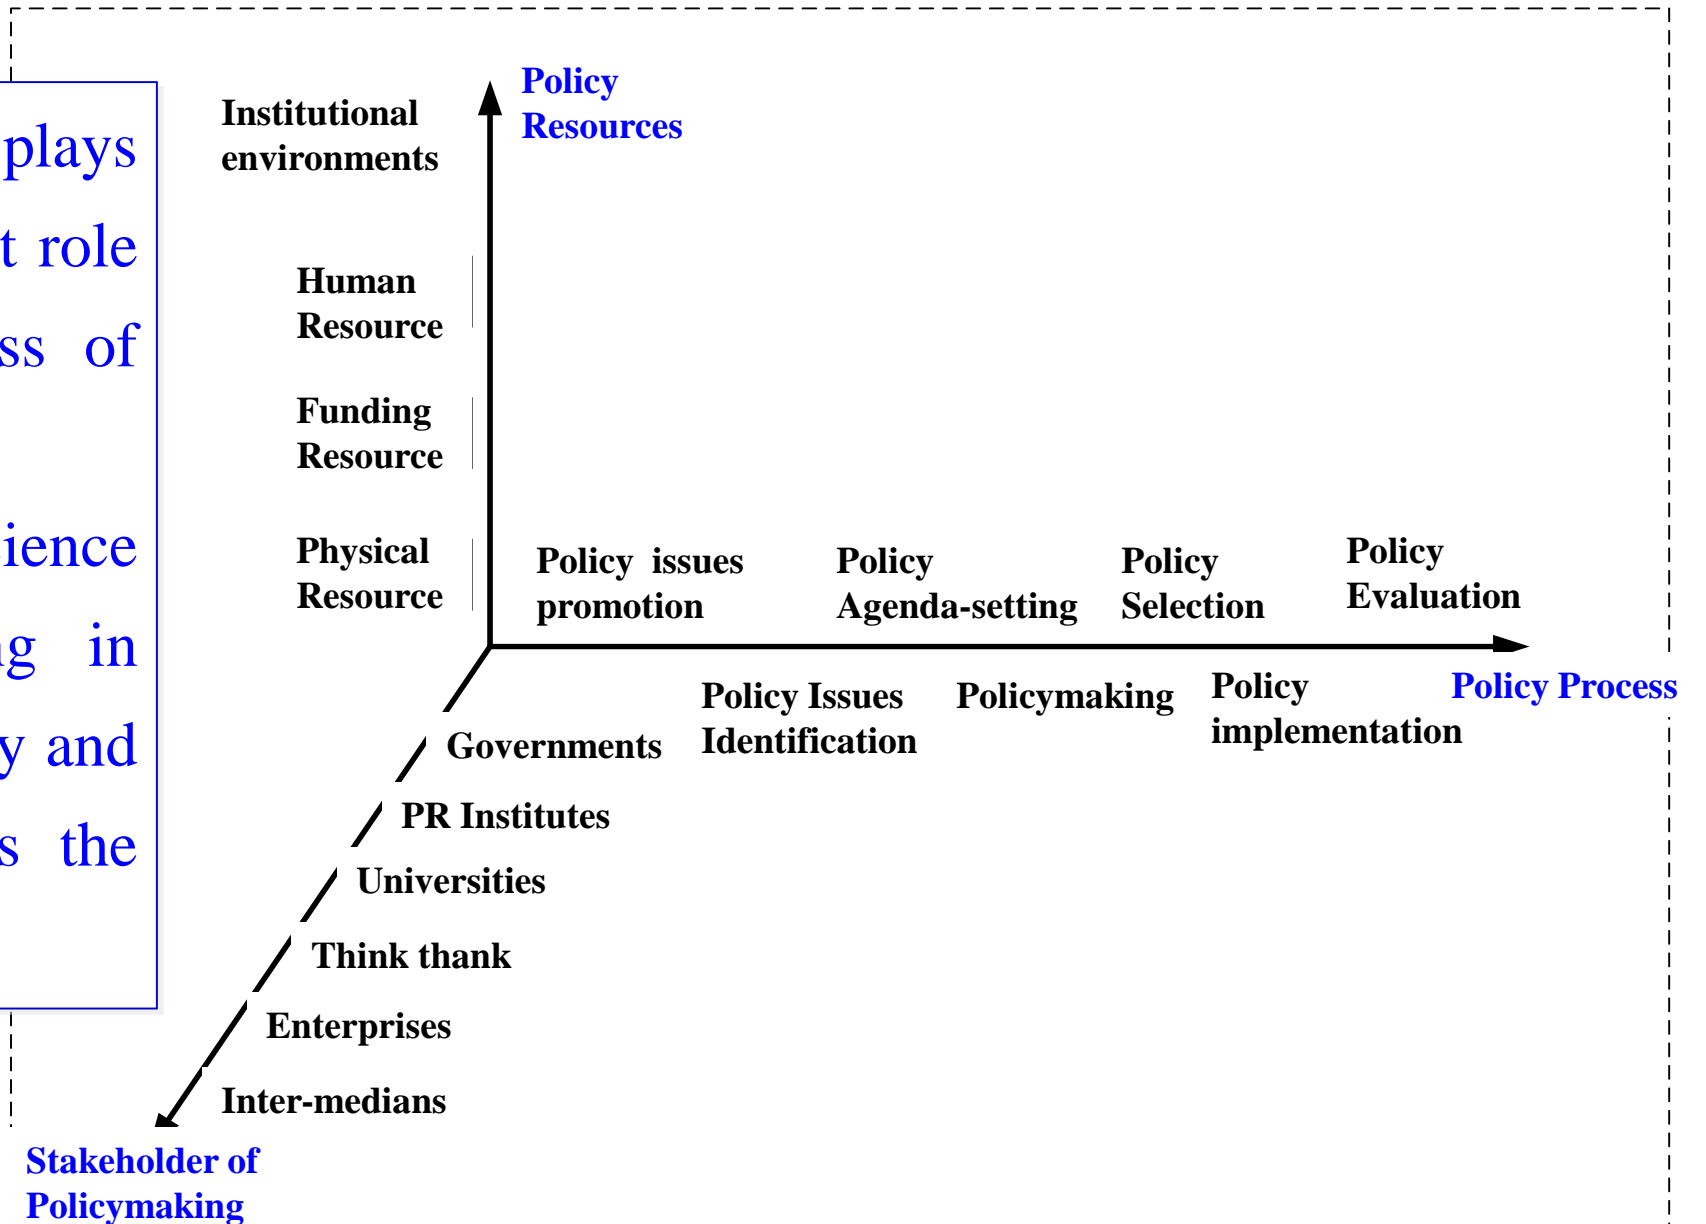 plays
role
of
in
and
the
Policy
Resources
Institutional
environments
Human
Resource
Funding
Resource
Physical
Resource
Policy issues
promotion
Policy
Agenda-setting
Policy
Selection
Policy
Evaluation
Policy Issues
Identification
Policymaking
Policy
implementation
Policy Process
Governments
PR Institutes
Universities
Think thank
Enterprises
Inter-medians
Stakeholder of
Policymaking